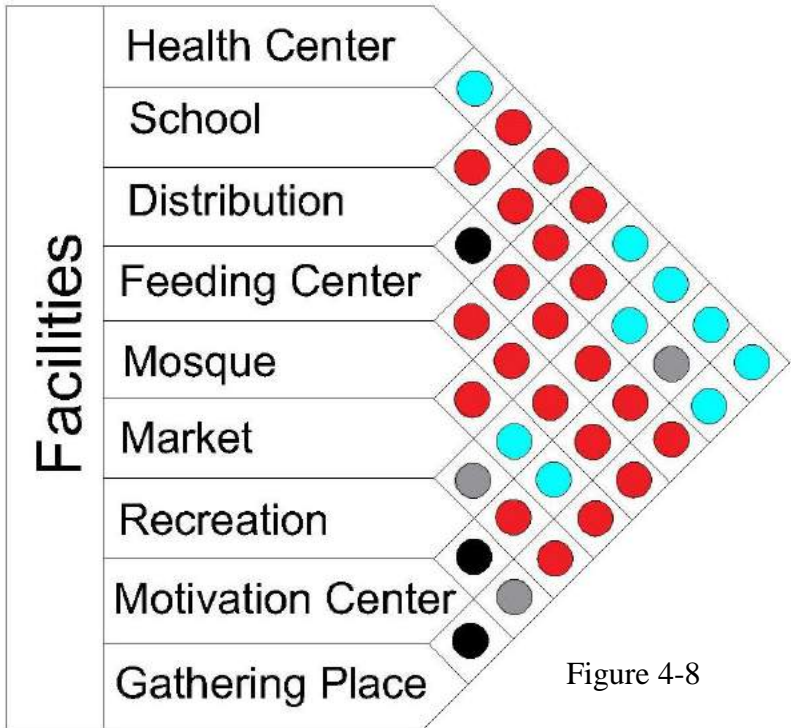 Facilities
Health Center
School
Distribution
Feeding Center
Mosque
Market
Recreation
Motivation Center
Gathering Place
Figure 4-8